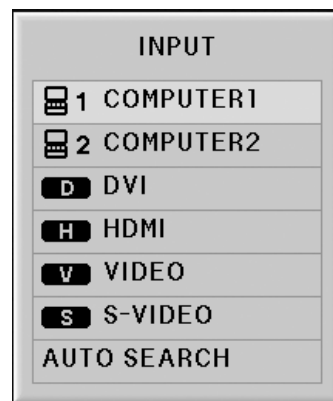 INPUT
1 COMPUTER1
2 COMPUTER2
D DVI
H HDMI
V VIDEO
S S-VIDEO
AUTO SEARCH